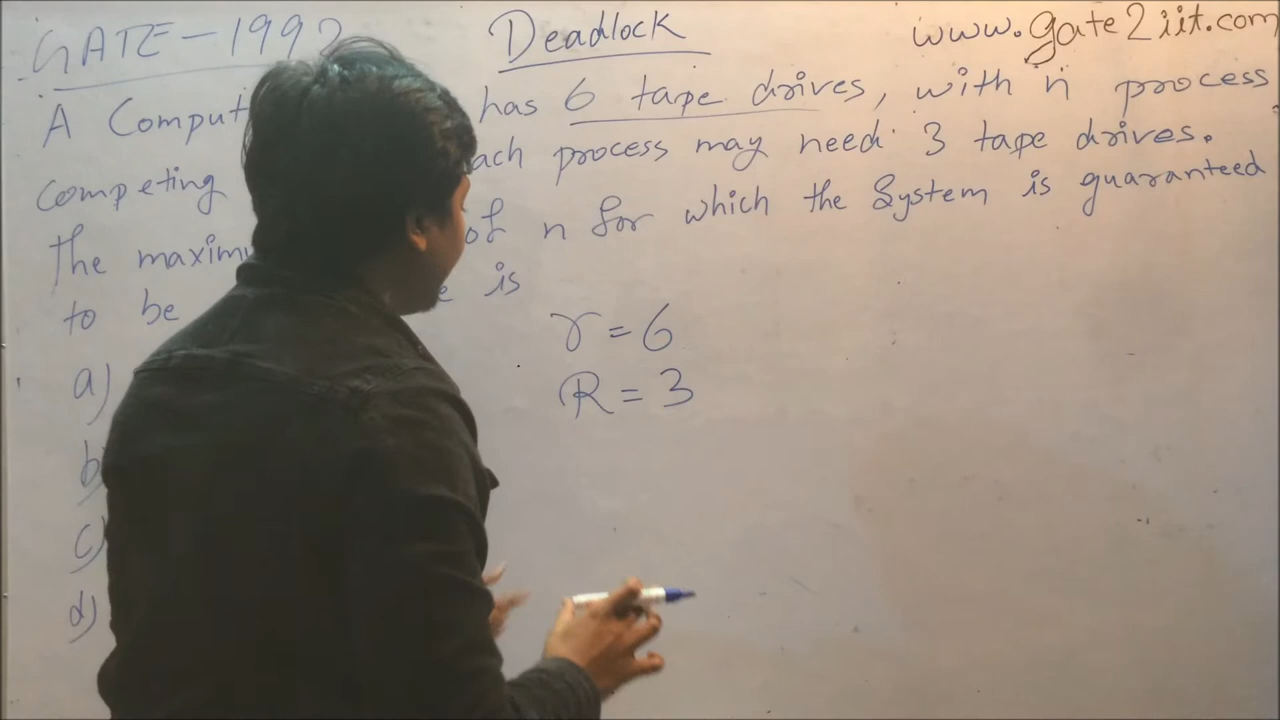 GATE-1992 Deadlock www.gate2iit.com
A Comput has 6 tape drives, with n process
competing ach process may need 3 tape drives.
The maximu of n for which the System is guaranteed
to be e is
a) r = 6
R = 3
b)
c)
d)